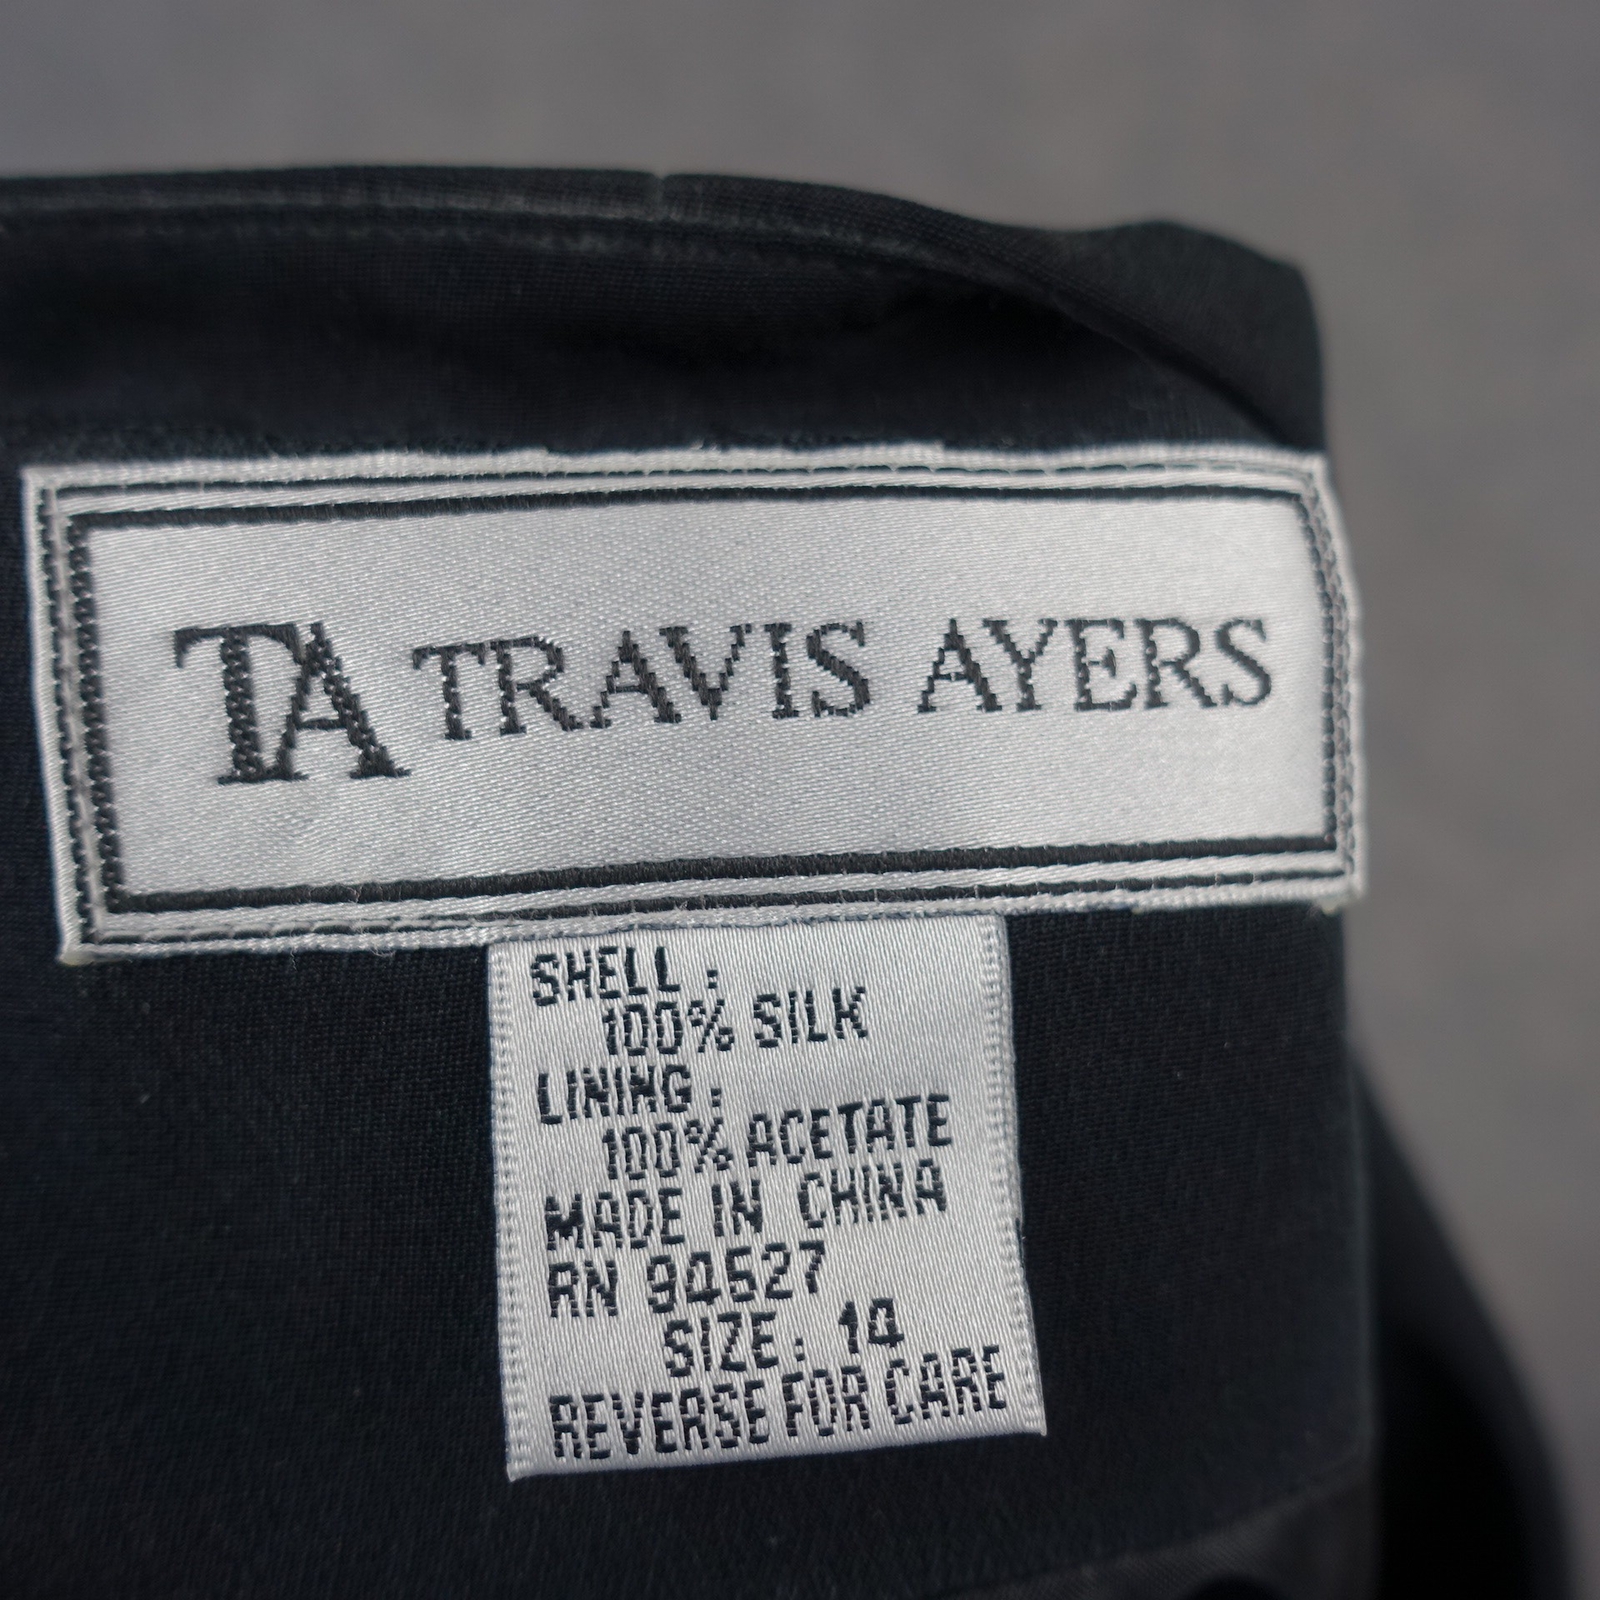 TA TRAVIS AYERS
SHELL:
100% SILK
LINING:
100% ACETATE
MADE IN CHINA
RN 94527
SIZE: 14
REVERSE FOR CARE